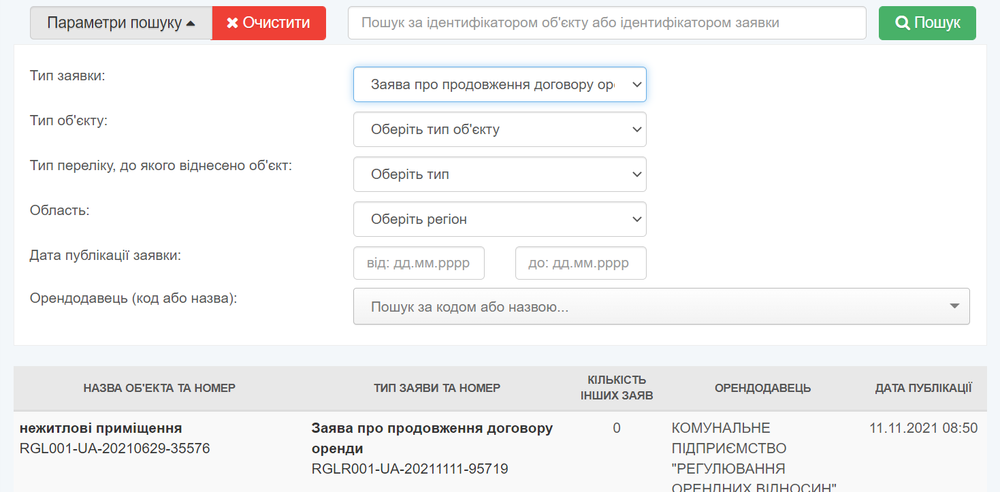 Параметри пошуку
Очистити
Пошук за ідентифікатором об'єкту або ідентифікатором заявки
Пошук
Тип заявки:
Заява про продовження договору ор
Тип об'єкту:
Оберіть тип об'єкту
Тип переліку, до якого віднесено об'єкт:
Оберіть тип
Область:
Оберіть регіон
Дата публікації заявки:
від: дд.мм.рррр
до: дд.мм.рррр
Орендодавець (код або назва):
Пошук за кодом або назвою...
НАЗВА ОБ'ЕКТА ТА НОМЕР
ТИП ЗАЯВИ ТА НОМЕР
КІЛЬКІСТЬ
ІНШИХ ЗАЯВ
ОРЕНДОДАВЕЦЬ
ДАТА ПУБЛІКАЦІЇ
нежитлові приміщення
RGL001-UA-20210629-35576
Заява про продовження договору
оренди
RGLR001-UA-20211111-95719
0
КОМУНАЛЬНЕ
ПІДПРИЄМСТВО
"РЕГУЛЮВАННЯ
ОРЕНДНИХ ВІДНОСИН"
11.11.2021 08:50